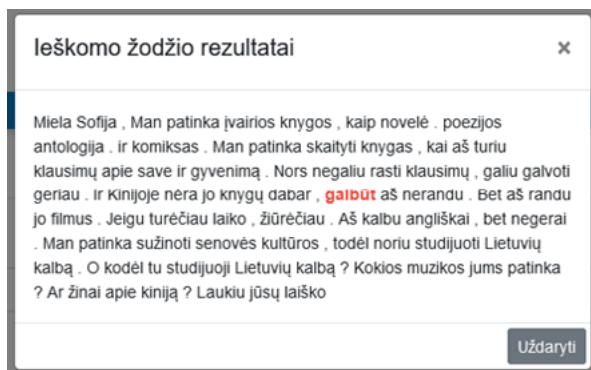 Ieškomo žodžio rezultatai ×
Miela Sofija , Man patinka įvairios knygos , kaip novelė . poezijos
antologija . ir komiksas . Man patinka skaityti knygas , kai aš turiu
klausimų apie save ir gyvenimą . Nors negaliu rasti klausimų , galiu galvoti
geriau . Ir Kinijoje nėra jo knygų dabar , galbūt aš nerandu . Bet aš randu
jo filmus . Jeigu turėčiau laiko , žiūrėčiau . Aš kalbu angliškai , bet negerai
. Man patinka sužinoti senovės kultūros , todėl noriu studijuoti Lietuvių
kalbą . O kodėl tu studijuoji Lietuvių kalbą ? Kokios muzikos jums patinka
? Ar žinai apie kiniją ? Laukiu jūsų laiško
Uždaryti